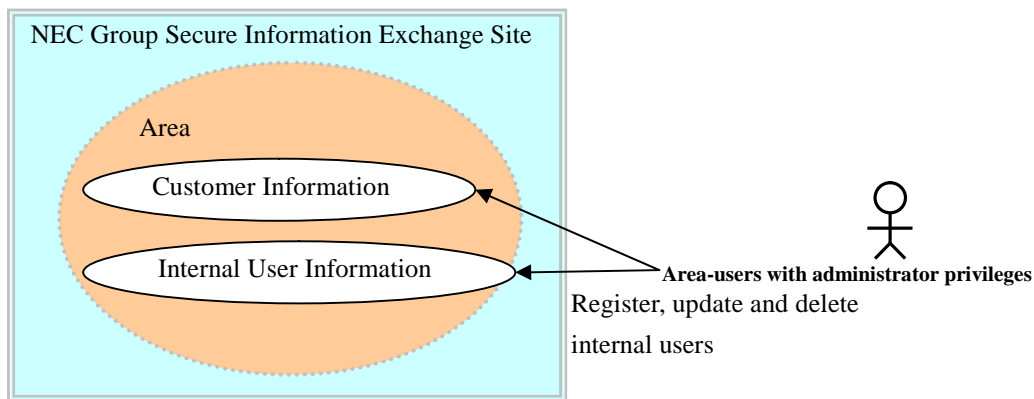 NEC Group Secure Information Exchange Site
Area
Customer Information
Internal User Information
Area-users with administrator privileges
Register, update and delete
internal users